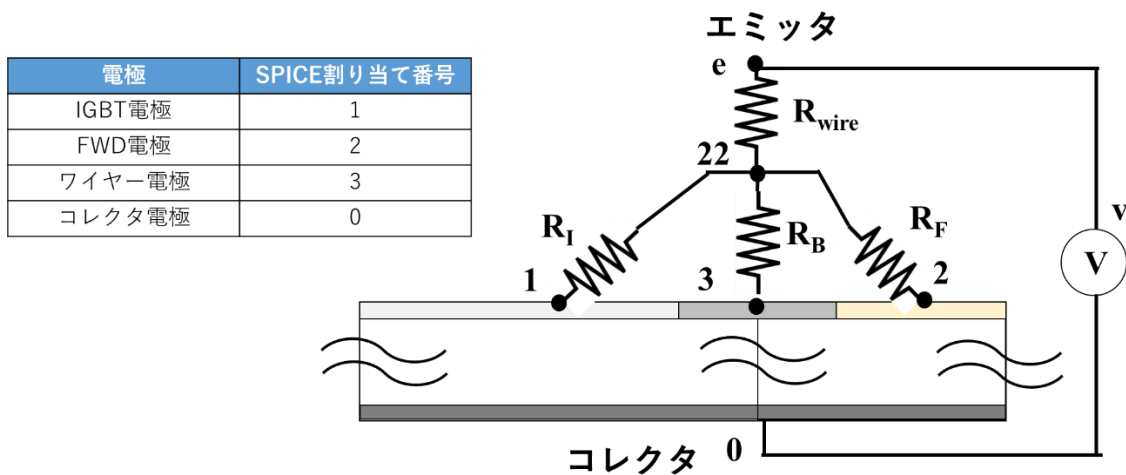 電極 SPICE割り当て番号
IGBT電極 1
FWD電極 2
ワイヤー電極 3
コレクタ電極 0
エミッタ
e
Rwire
22
RI
RB
RF
1
3
2
v
V
コレクタ 0